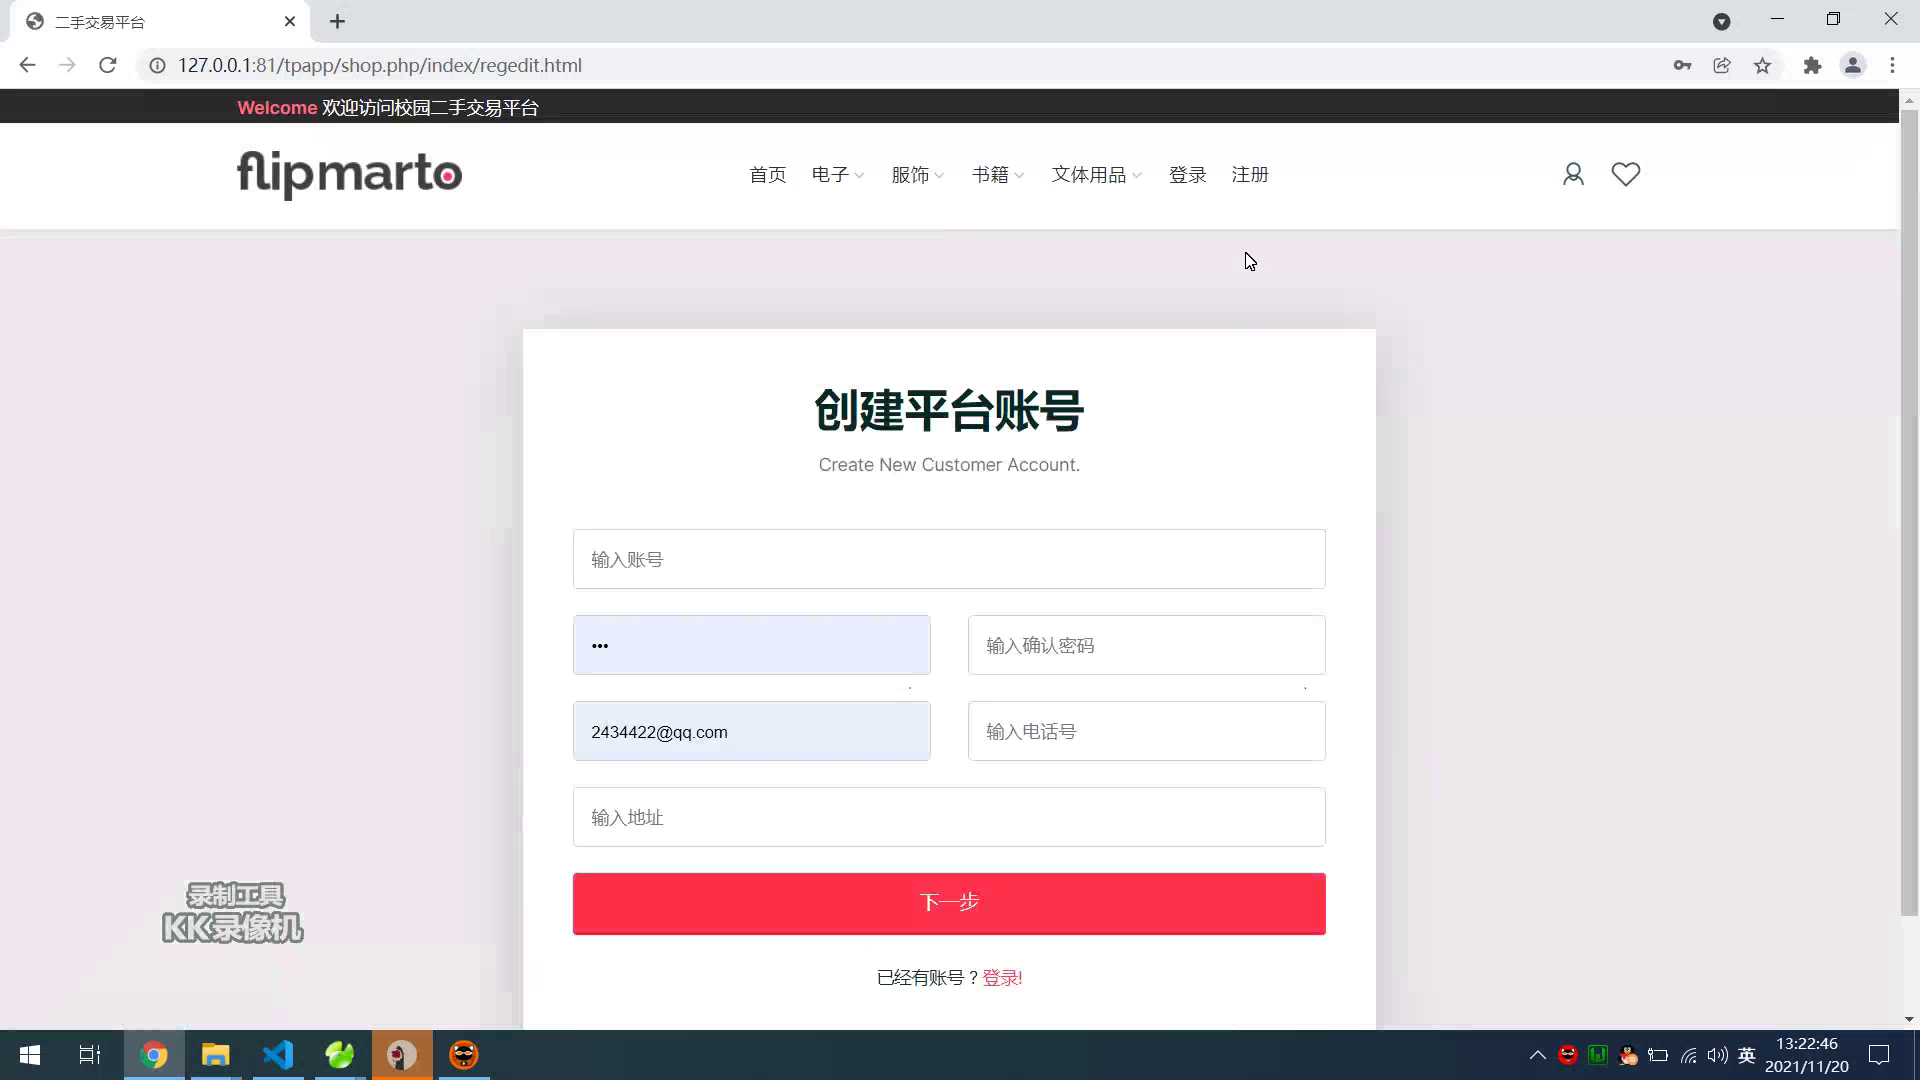 二手交易平台
127.0.0.1:81/tpapp/shop.php/index/regedit.html
Welcome 欢迎访问校园二手交易平台
flipmarto
首页 电子 服饰 书籍 文体用品 登录 注册
创建平台账号
Create New Customer Account.
输入账号
•••
输入确认密码
2434422@qq.com
输入电话号
输入地址
下一步
已经有账号？登录!
录制工具
KK录像机
英
13:22:46
2021/11/20